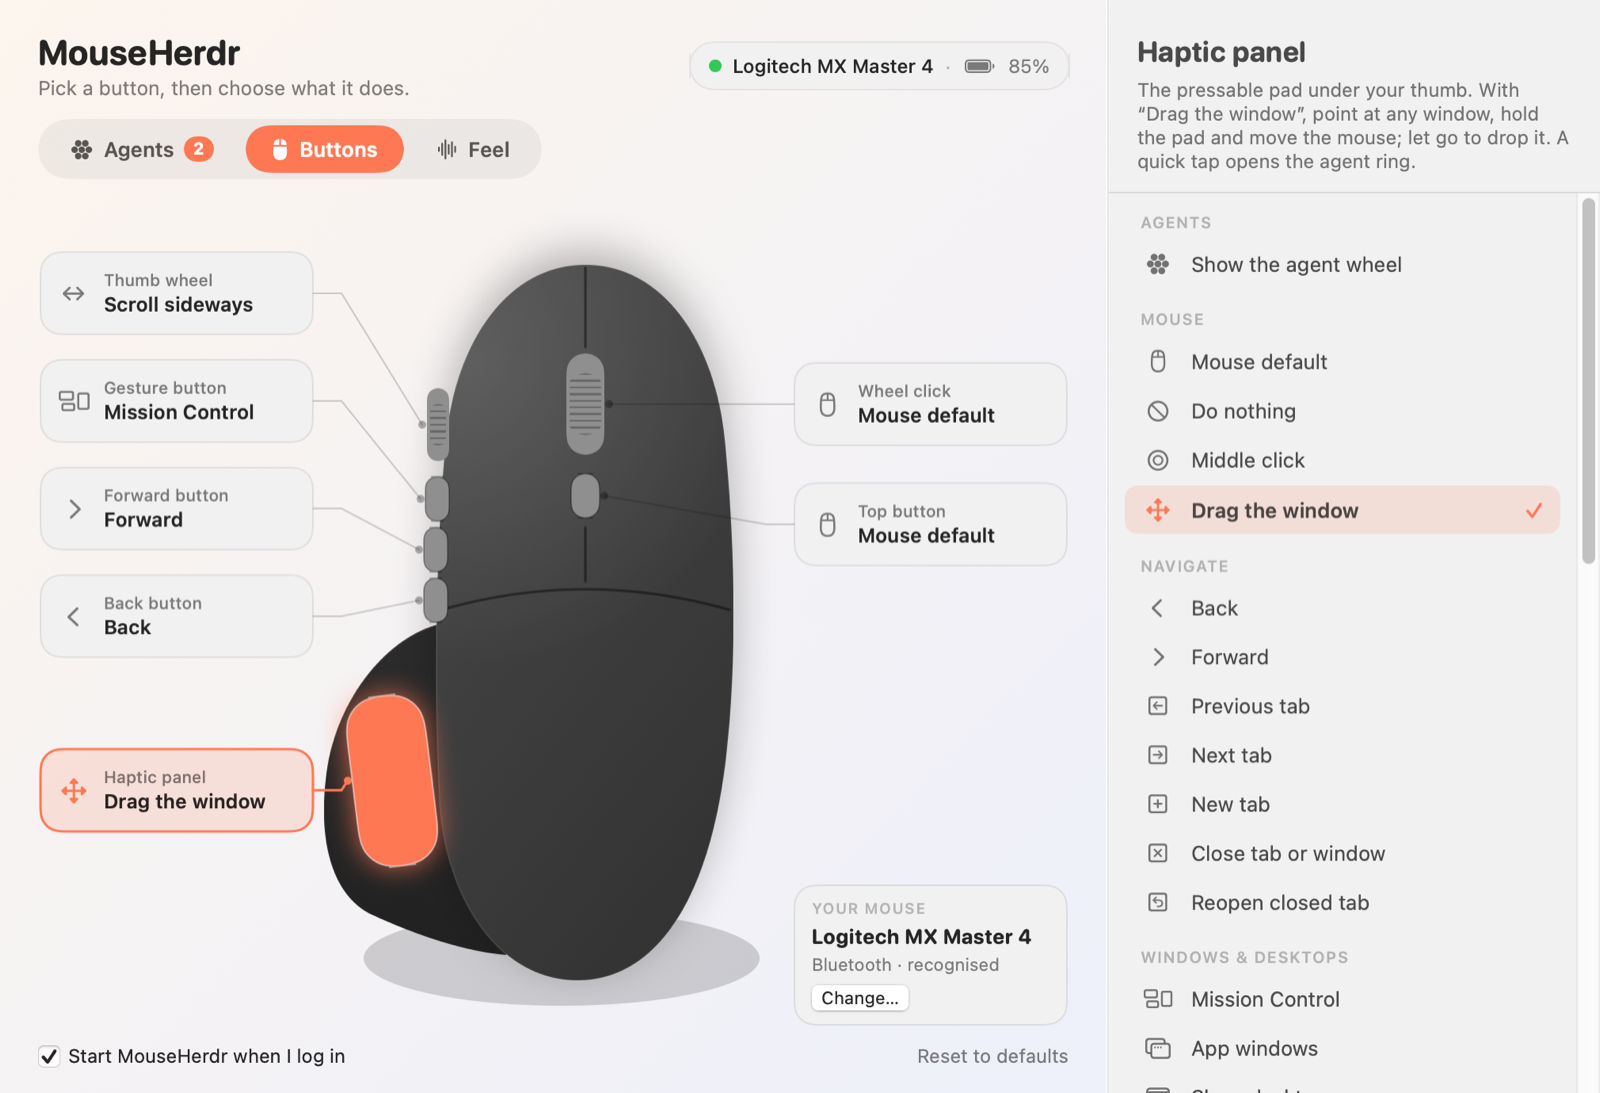 MouseHerdr
Pick a button, then choose what it does.
Logitech MX Master 4 · 85%
Agents 2
Buttons
Feel
Thumb wheel
Scroll sideways
Gesture button
Mission Control
Forward button
Forward
Back button
Back
Haptic panel
Drag the window
Wheel click
Mouse default
Top button
Mouse default
YOUR MOUSE
Logitech MX Master 4
Bluetooth · recognised
Change...
Start MouseHerdr when I log in
Reset to defaults
Haptic panel
The pressable pad under your thumb. With
“Drag the window”, point at any window, hold
the pad and move the mouse; let go to drop it. A
quick tap opens the agent ring.
AGENTS
Show the agent wheel
MOUSE
Mouse default
Do nothing
Middle click
Drag the window
NAVIGATE
Back
Forward
Previous tab
Next tab
New tab
Close tab or window
Reopen closed tab
WINDOWS & DESKTOPS
Mission Control
App windows